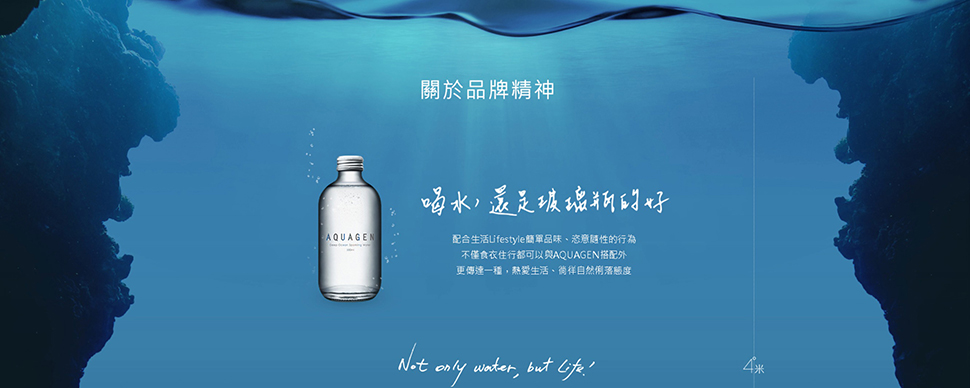 關於品牌精神
喝水，還是玻璃瓶的好
AQUAGEN
配合生活Lifestyle簡單品味、恣意隨性的行為
不僅食衣住行都可以與AQUAGEN搭配外
更傳達一種，熱愛生活、徜徉自然俐落態度
Not only water, but Life!
4米